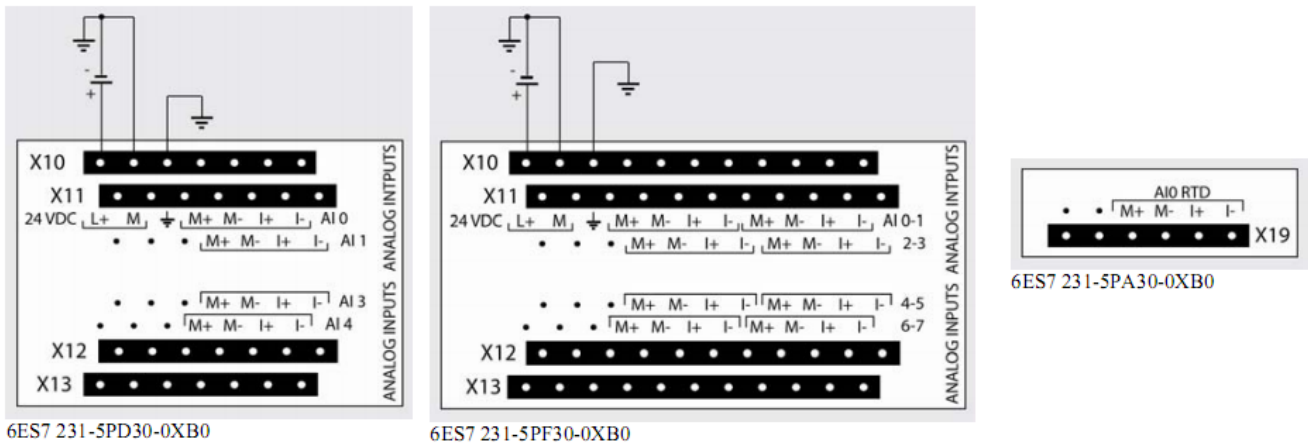 -
+
X10
X11
24 VDC L+ M M+ M- I+ I- AI 0
M+ M- I+ I- AI 1
M+ M- I+ I- AI 3
M+ M- I+ I- AI 4
X12
X13
ANALOG INTPUTS
ANALOG INPUTS
6ES7 231-5PD30-0XB0
-
+
X10
X11
24 VDC L+ M M+ M- I+ I- M+ M- I+ I- AI 0-1
M+ M- I+ I- M+ M- I+ I- 2-3
M+ M- I+ I- M+ M- I+ I- 4-5
M+ M- I+ I- M+ M- I+ I- 6-7
X12
X13
ANALOG INTPUTS
ANALOG INPUTS
6ES7 231-5PF30-0XB0
AI0 RTD
M+ M- I+ I-
X19
6ES7 231-5PA30-0XB0